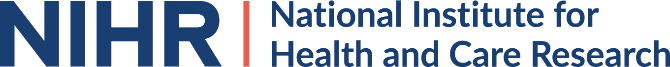 NIHR
National Institute for
Health and Care Research